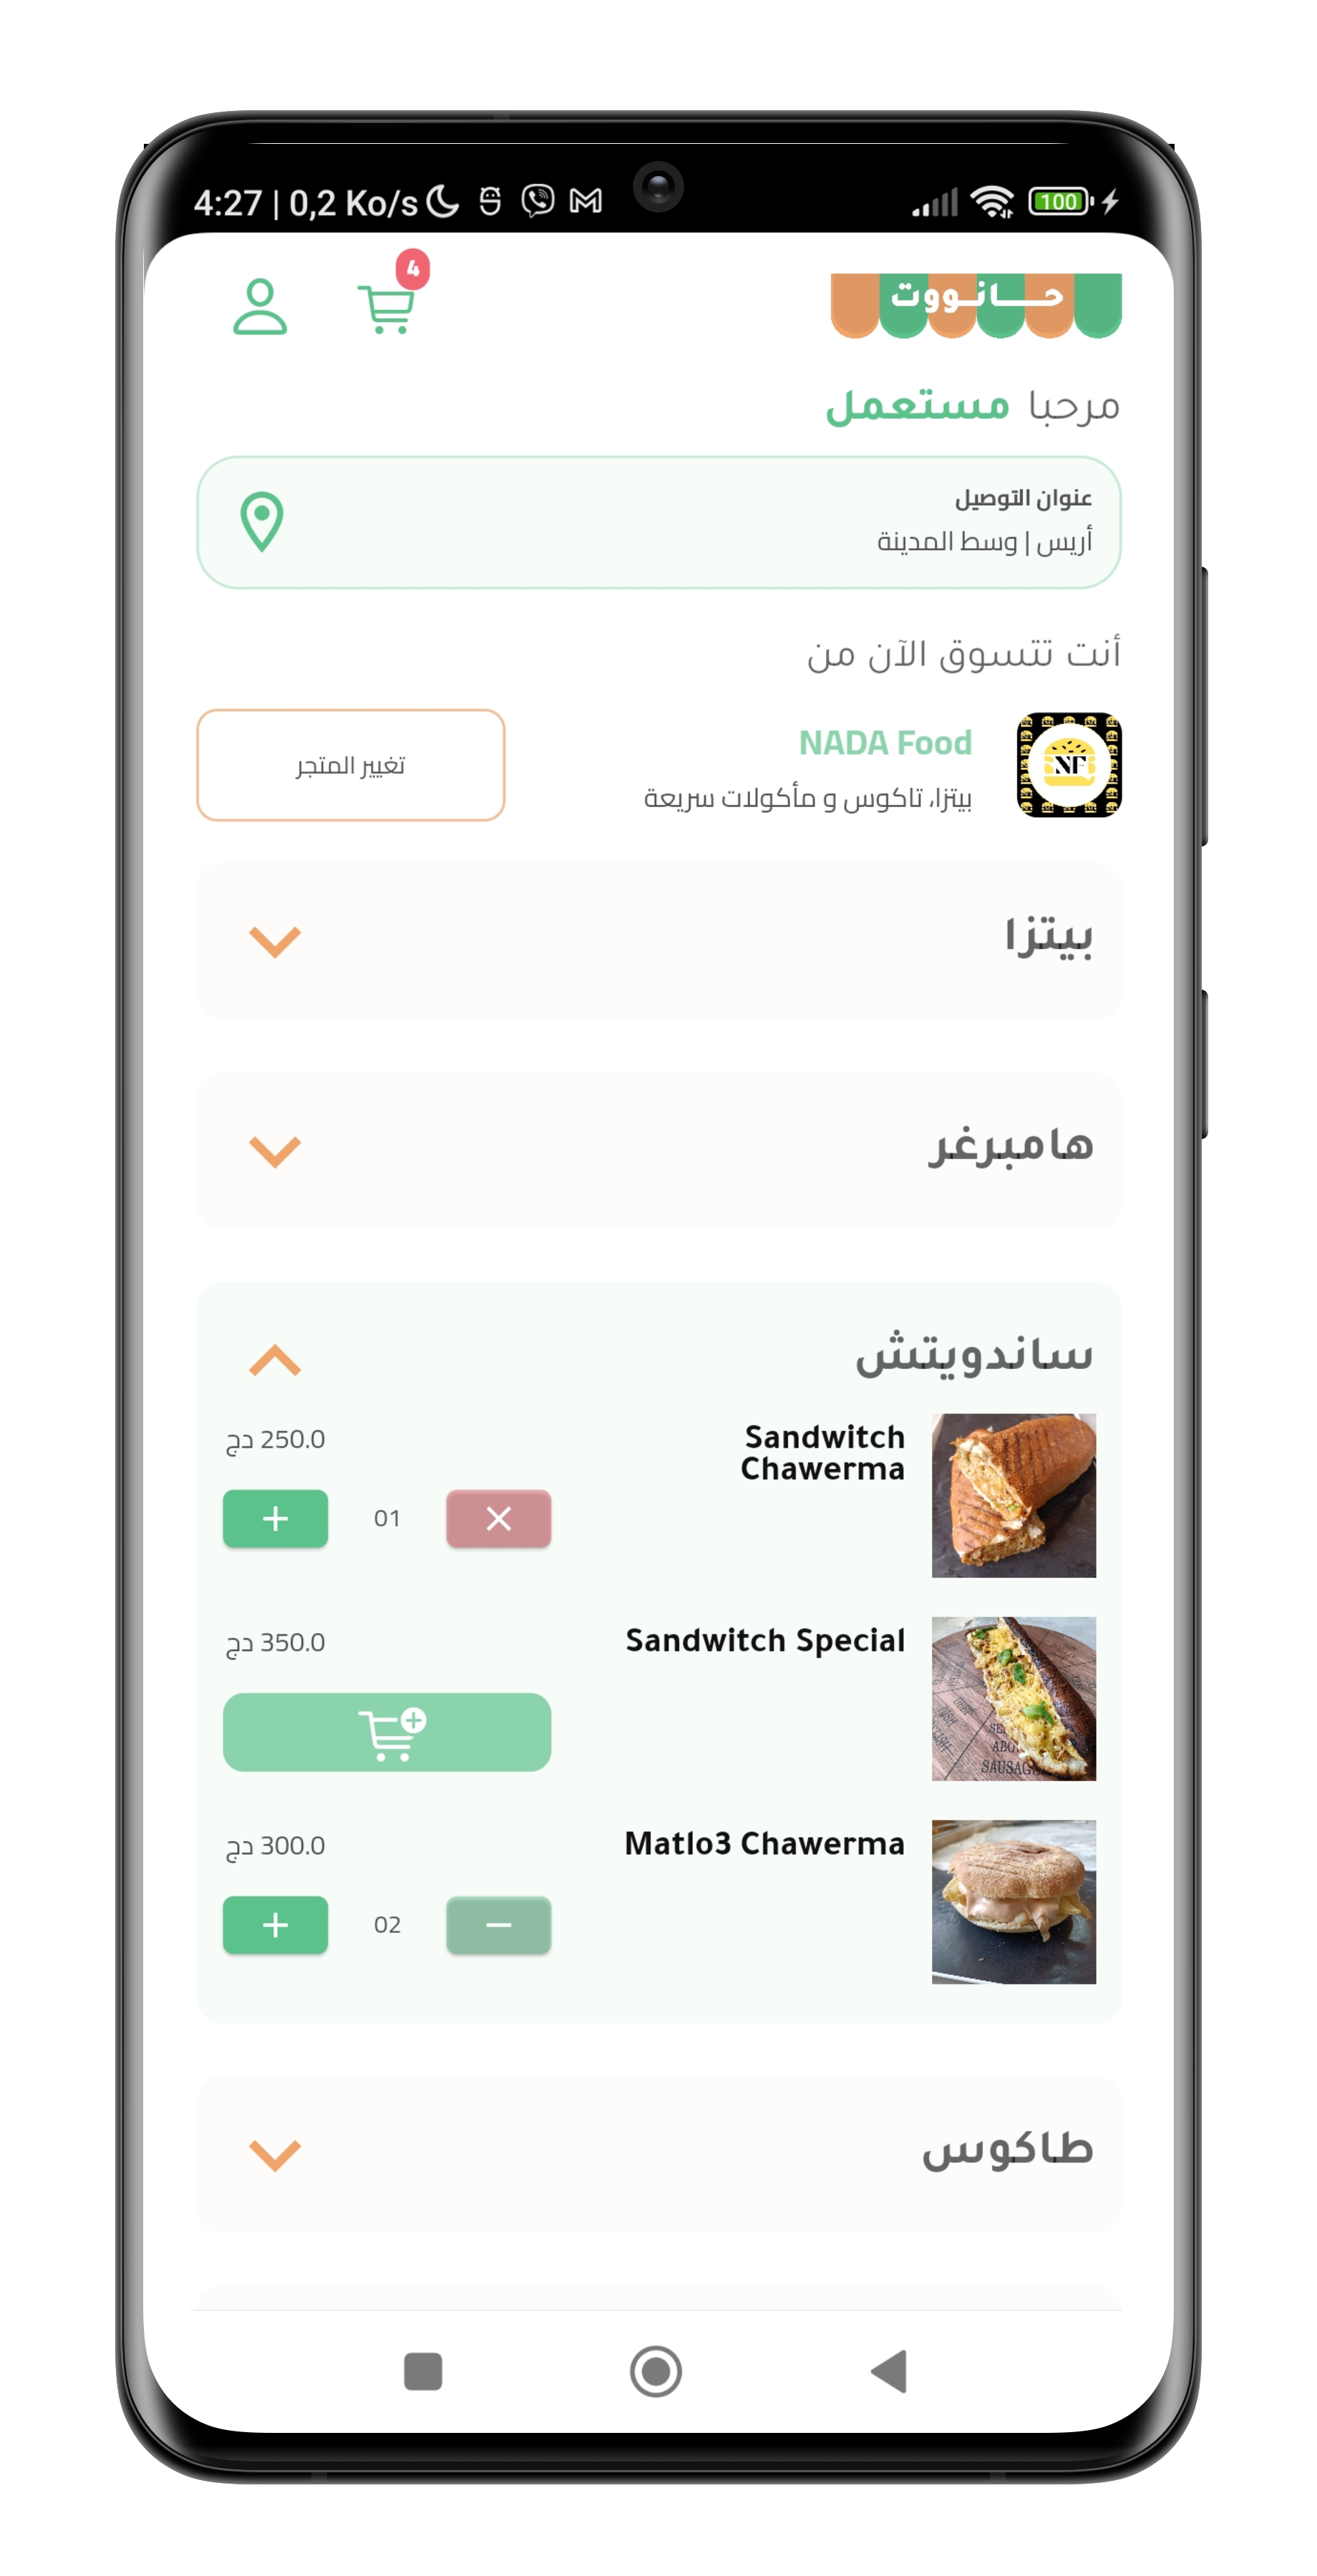 4:27 | 0,2 Ko/s
100
4
حـــانــووت
مرحبا مستعمل
عنوان التوصيل
أريس | وسط المدينة
أنت تتسوق الآن من
NF
NADA Food
بيتزا، تاكوس و مأكولات سريعة
تغيير المتجر
بيتزا
هامبرغر
ساندويتش
Sandwitch
Chawerma
250.0 دج
01
Sandwitch Special
350.0 دج
SAUSAG
Matlo3 Chawerma
300.0 دج
02
طاكوس